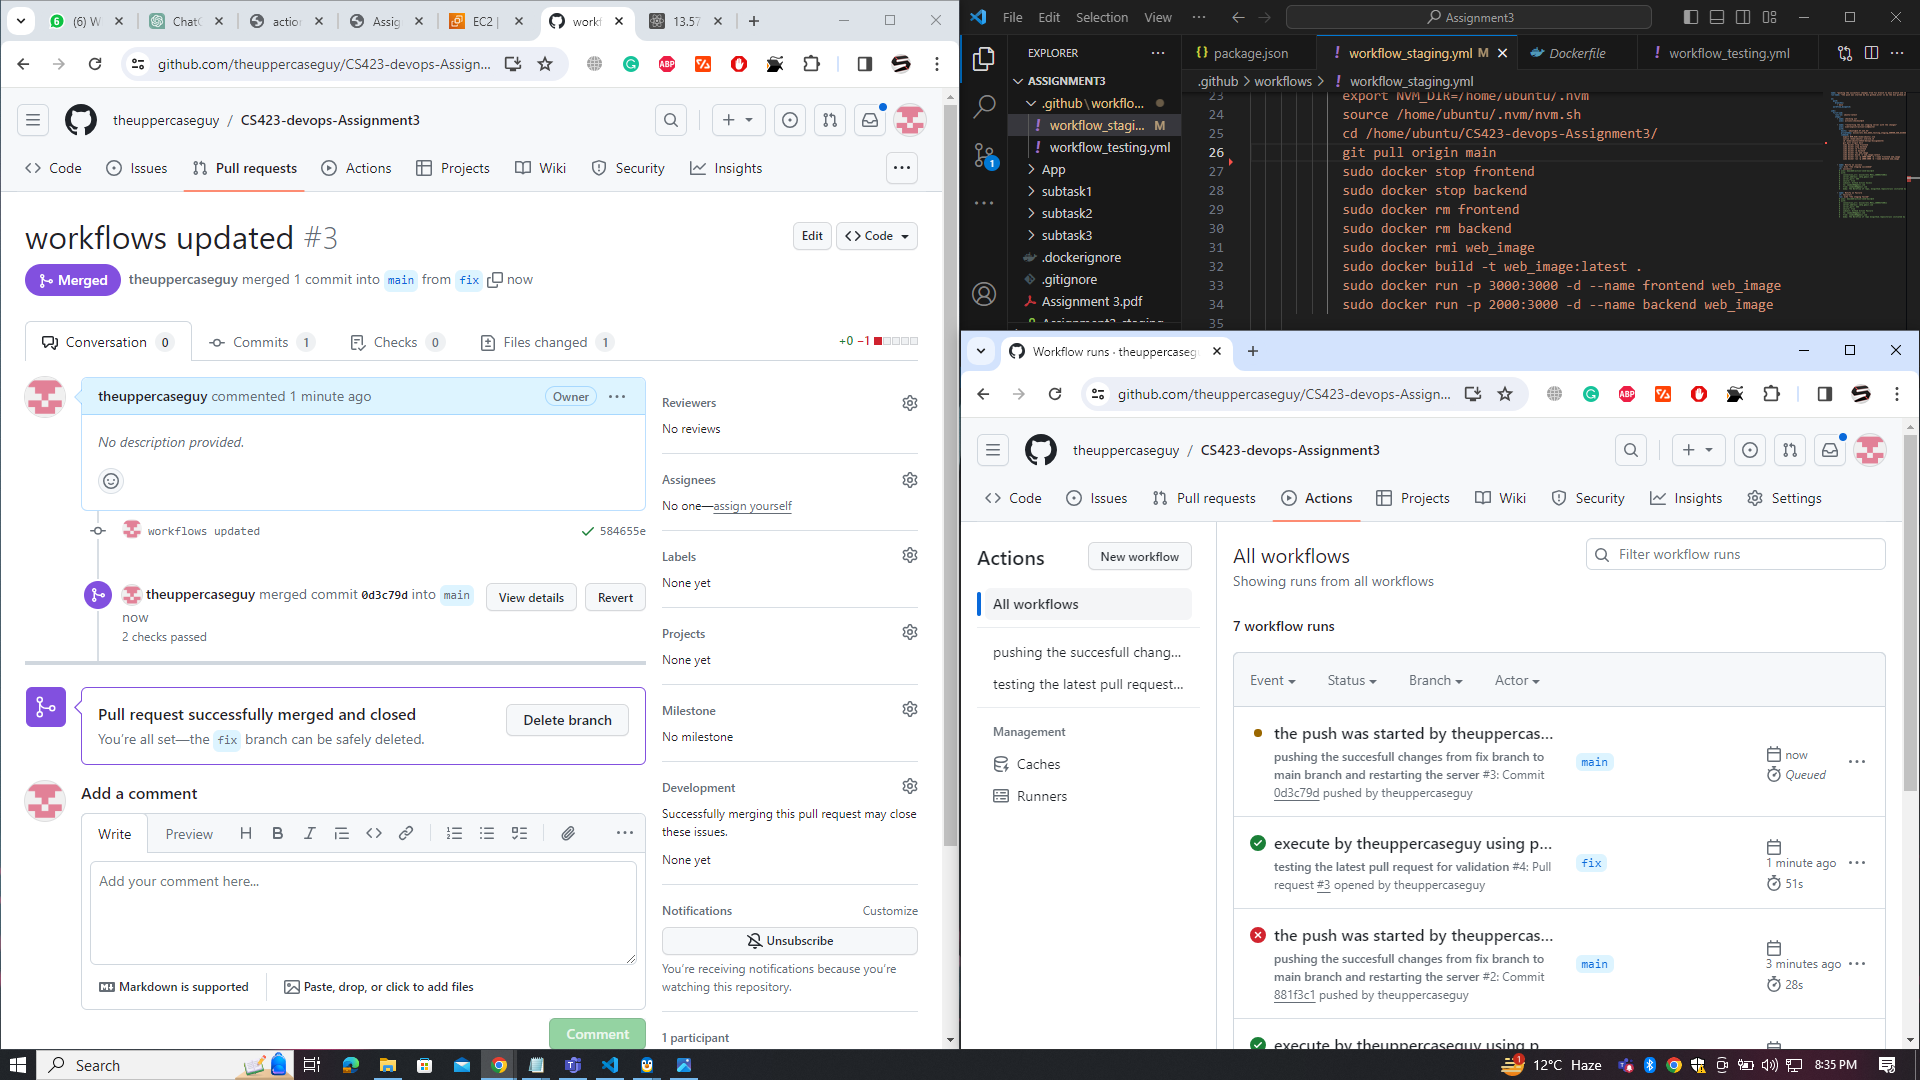 (6) W
ChatG
action
Assig
EC2 |
workf
13.57
github.com/theuppercaseguy/CS423-devops-Assign...
theuppercaseguy / CS423-devops-Assignment3
Code
Issues
Pull requests
Actions
Projects
Wiki
Security
Insights
workflows updated #3
Edit
Code
Merged
theuppercaseguy merged 1 commit into main from fix now
Conversation 0
Commits 1
Checks 0
Files changed 1
+0 −1
theuppercaseguy commented 1 minute ago
Owner
No description provided.
workflows updated
584655e
theuppercaseguy merged commit 0d3c79d into main
now
2 checks passed
View details
Revert
Pull request successfully merged and closed
You're all set—the fix branch can be safely deleted.
Delete branch
Add a comment
Write
Preview
Add your comment here...
Markdown is supported
Paste, drop, or click to add files
Comment
Reviewers
No reviews
Assignees
No one—assign yourself
Labels
None yet
Projects
None yet
Milestone
No milestone
Development
Successfully merging this pull request may close
these issues.
None yet
Notifications
Customize
Unsubscribe
You're receiving notifications because you're
watching this repository.
1 participant
File Edit Selection View
Assignment3
EXPLORER
ASSIGNMENT3
.github\workflo...
workflow_stagi... M
workflow_testing.yml
App
subtask1
subtask2
subtask3
.dockerignore
.gitignore
Assignment 3.pdf
1
package.json
workflow_staging.yml M
Dockerfile
workflow_testing.yml
.github > workflows > ! workflow_staging.yml
23 export NVM_DIR=/home/ubuntu/.nvm
24 source /home/ubuntu/.nvm/nvm.sh
25 cd /home/ubuntu/CS423-devops-Assignment3/
26 git pull origin main
27 sudo docker stop frontend
28 sudo docker stop backend
29 sudo docker rm frontend
30 sudo docker rm backend
31 sudo docker rmi web_image
32 sudo docker build -t web_image:latest .
33 sudo docker run -p 3000:3000 -d --name frontend web_image
34 sudo docker run -p 2000:3000 -d --name backend web_image
35
Workflow runs · theuppercaseg
github.com/theuppercaseguy/CS423-devops-Assign...
theuppercaseguy / CS423-devops-Assignment3
Code
Issues
Pull requests
Actions
Projects
Wiki
Security
Insights
Settings
Actions
New workflow
All workflows
pushing the succesfull chang...
testing the latest pull request...
Management
Caches
Runners
All workflows
Showing runs from all workflows
Filter workflow runs
7 workflow runs
Event
Status
Branch
Actor
the push was started by theuppercas...
pushing the succesfull changes from fix branch to
main branch and restarting the server #3: Commit
0d3c79d pushed by theuppercaseguy
main
now
Queued
execute by theuppercaseguy using p...
testing the latest pull request for validation #4: Pull
request #3 opened by theuppercaseguy
fix
1 minute ago
51s
the push was started by theuppercas...
pushing the succesfull changes from fix branch to
main branch and restarting the server #2: Commit
881f3c1 pushed by theuppercaseguy
main
3 minutes ago
28s
execute by theuppercaseguy using p...
Search
12°C Haze
8:35 PM